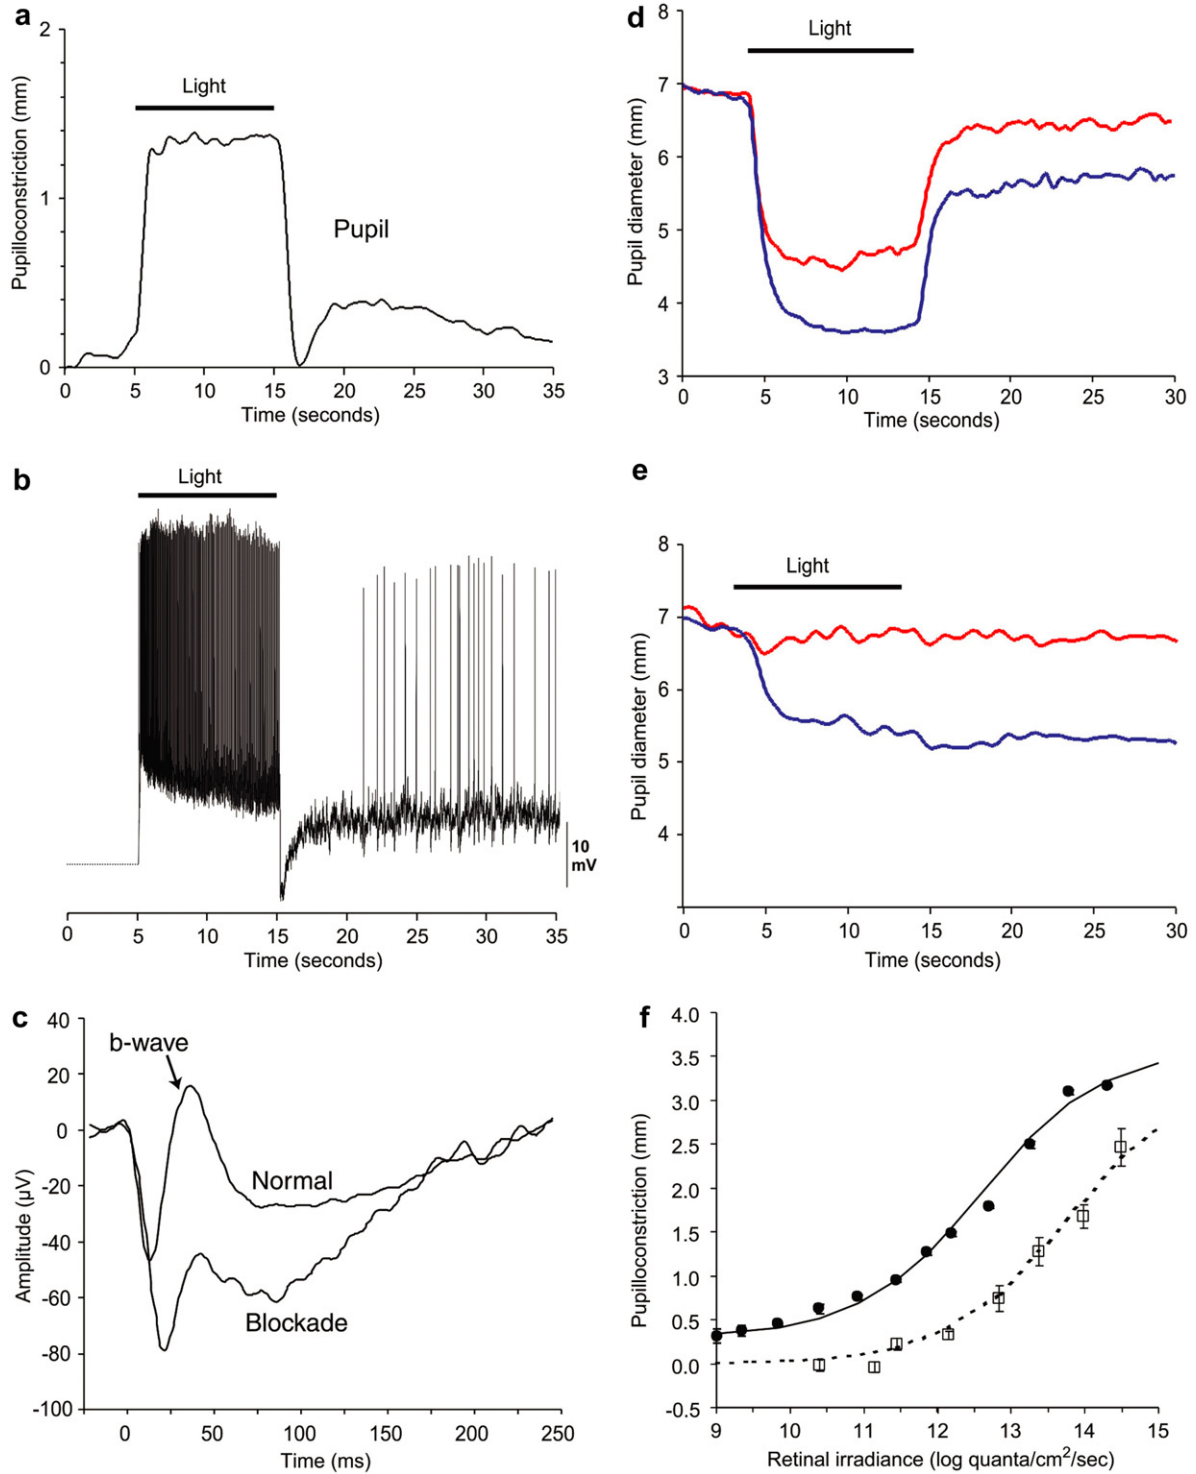 a
2
1
0
Pupilloconstriction (mm)
Light
Pupil
0 5 10 15 20 25 30 35
Time (seconds)
b
Light
10
mV
0 5 10 15 20 25 30 35
Time (seconds)
c
40
20
0
-20
-40
-60
-80
-100
Amplitude (µV)
b-wave
Normal
Blockade
0 50 100 150 200 250
Time (ms)
d
8
7
6
5
4
3
Pupil diameter (mm)
Light
0 5 10 15 20 25 30
Time (seconds)
e
8
7
6
5
4
Pupil diameter (mm)
Light
0 5 10 15 20 25 30
Time (seconds)
f
4.0
3.5
3.0
2.5
2.0
1.5
1.0
0.5
0.0
-0.5
Pupilloconstriction (mm)
9 10 11 12 13 14 15
Retinal irradiance (log quanta/cm²/sec)